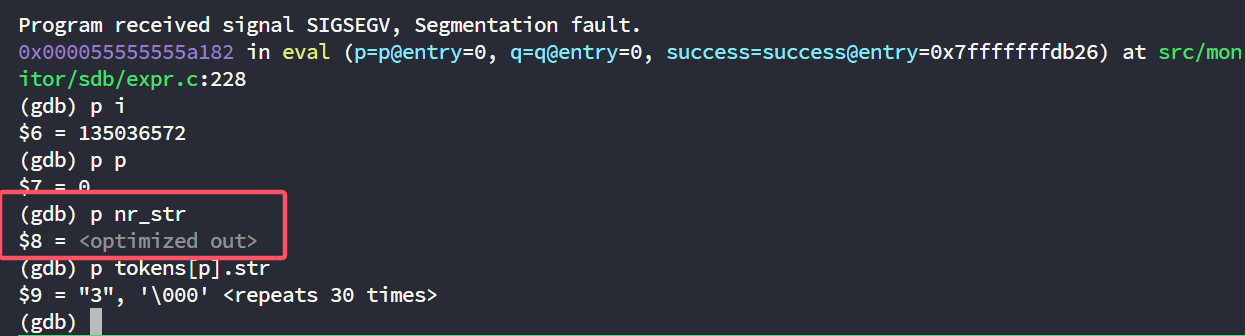 Program received signal SIGSEGV, Segmentation fault.
0x000055555555a182 in eval (p=p@entry=0, q=q@entry=0, success=success@entry=0x7fffffffdb26) at src/mon
itor/sdb/expr.c:228
(gdb) p i
$6 = 135036572
(gdb) p p
$7 = 0
(gdb) p nr_str
$8 = <optimized out>
(gdb) p tokens[p].str
$9 = "3", '\000' <repeats 30 times>
(gdb)